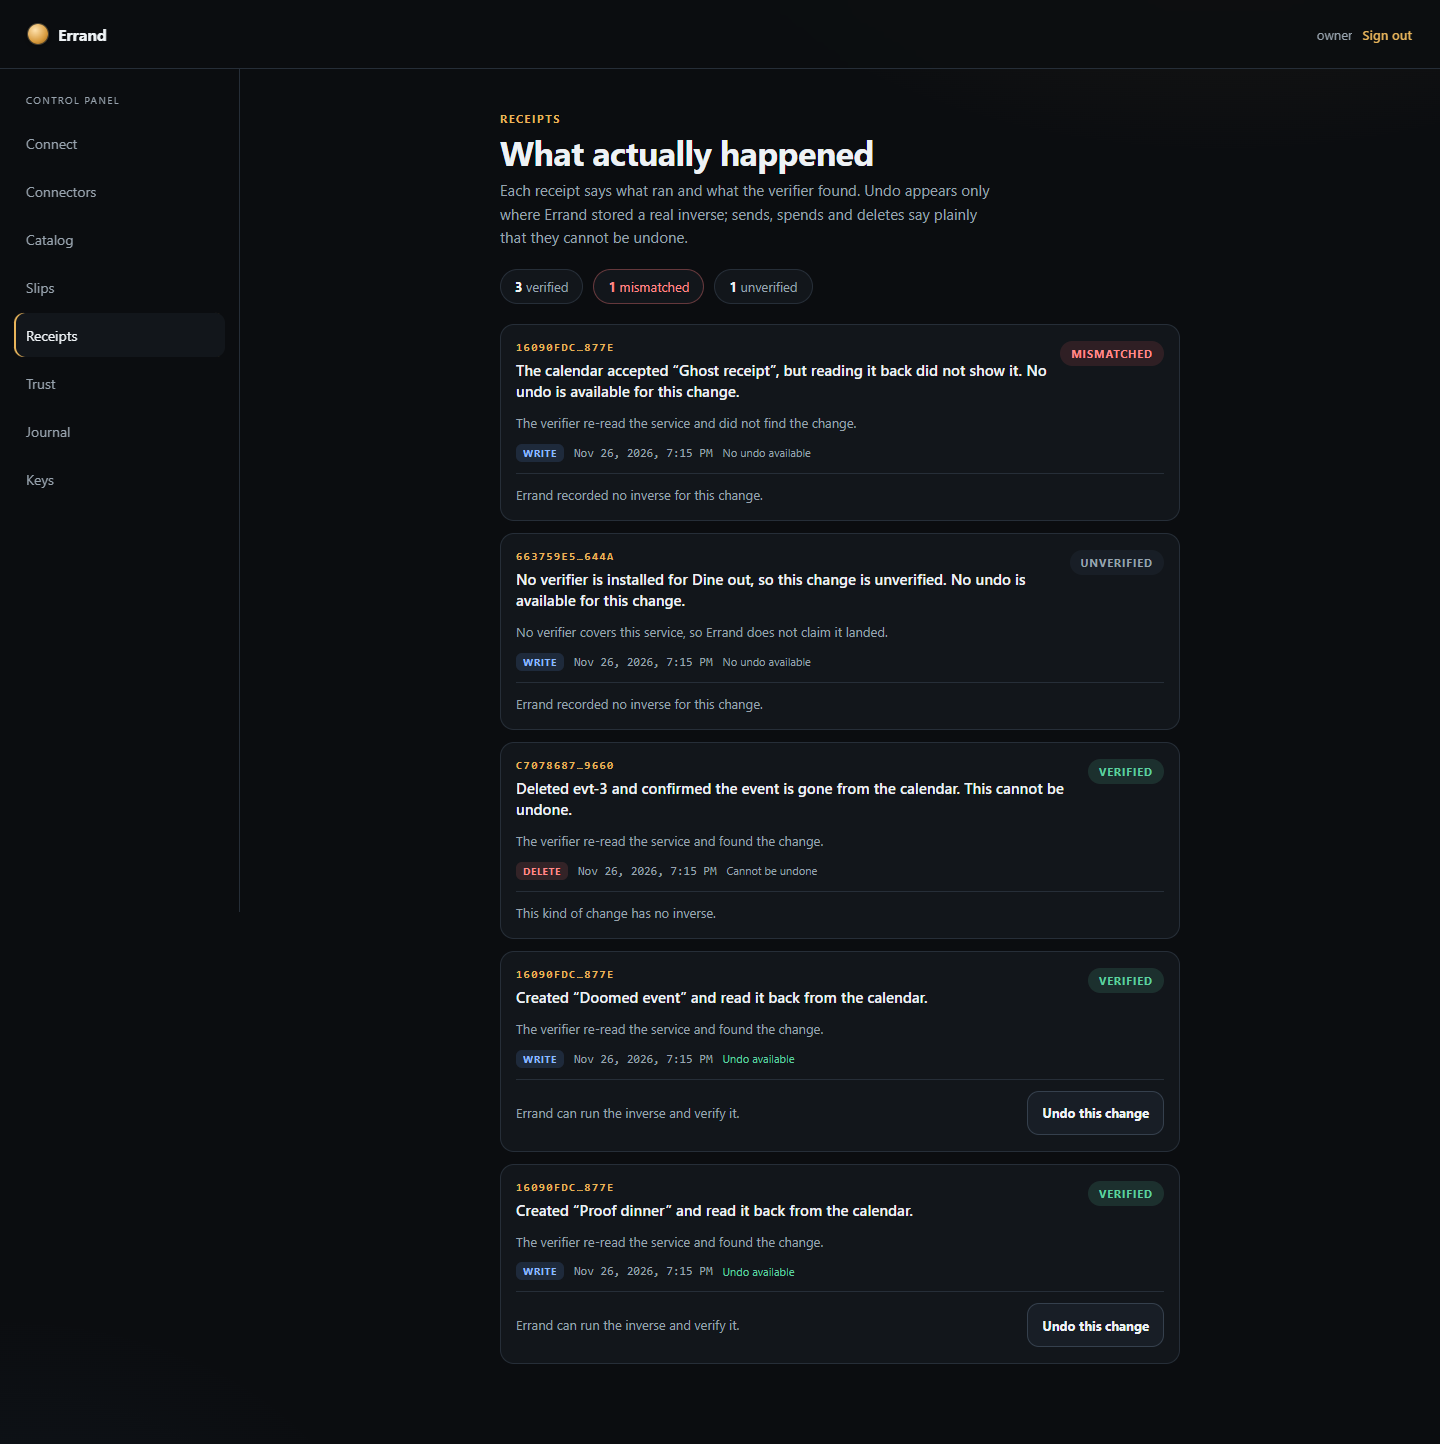 Errand
owner Sign out
CONTROL PANEL
Connect
Connectors
Catalog
Slips
Receipts
Trust
Journal
Keys
RECEIPTS
What actually happened
Each receipt says what ran and what the verifier found. Undo appears only
where Errand stored a real inverse; sends, spends and deletes say plainly
that they cannot be undone.
3 verified
1 mismatched
1 unverified
16090FDC_877E
MISMATCHED
The calendar accepted “Ghost receipt”, but reading it back did not show it. No
undo is available for this change.
The verifier re-read the service and did not find the change.
WRITE Nov 26, 2026, 7:15 PM No undo available
Errand recorded no inverse for this change.
663759E5_644A
UNVERIFIED
No verifier is installed for Dine out, so this change is unverified. No undo is
available for this change.
No verifier covers this service, so Errand does not claim it landed.
WRITE Nov 26, 2026, 7:15 PM No undo available
Errand recorded no inverse for this change.
C7078687_9660
VERIFIED
Deleted evt-3 and confirmed the event is gone from the calendar. This cannot be
undone.
The verifier re-read the service and found the change.
DELETE Nov 26, 2026, 7:15 PM Cannot be undone
This kind of change has no inverse.
16090FDC_877E
VERIFIED
Created “Doomed event” and read it back from the calendar.
The verifier re-read the service and found the change.
WRITE Nov 26, 2026, 7:15 PM Undo available
Errand can run the inverse and verify it.
Undo this change
16090FDC_877E
VERIFIED
Created “Proof dinner” and read it back from the calendar.
The verifier re-read the service and found the change.
WRITE Nov 26, 2026, 7:15 PM Undo available
Errand can run the inverse and verify it.
Undo this change